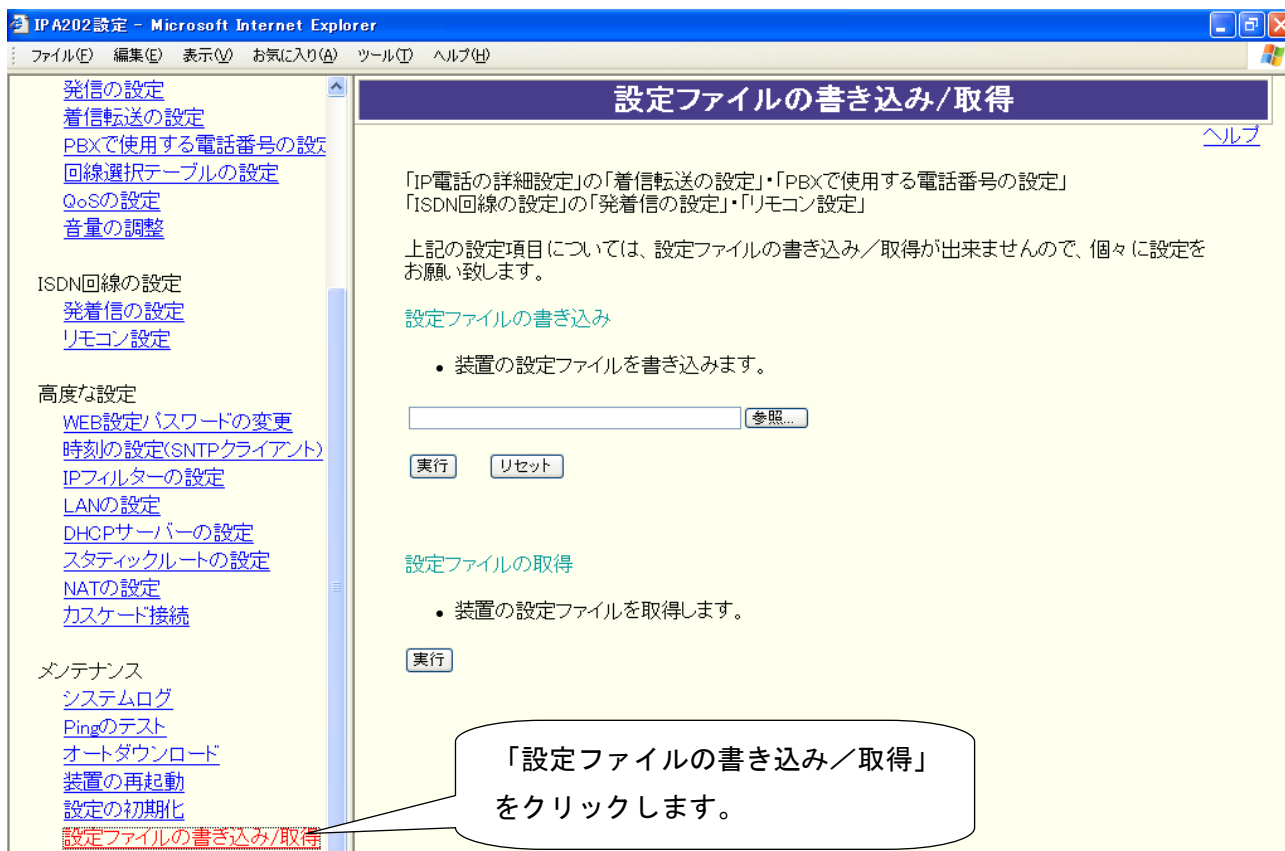 IPA202設定 - Microsoft Internet Explorer
ファイル(F) 編集(E) 表示(V) お気に入り(A) ツール(T) ヘルプ(H)
発信の設定
着信転送の設定
PBXで使用する電話番号の設定
回線選択テーブルの設定
QoSの設定
音量の調整
ISDN回線の設定
発着信の設定
リモコン設定
高度な設定
WEB設定パスワードの変更
時刻の設定(SNTPクライアント)
IPフィルターの設定
LANの設定
DHCPサーバーの設定
スタティックルートの設定
NATの設定
カスケード接続
メンテナンス
システムログ
Pingのテスト
オートダウンロード
装置の再起動
設定の初期化
設定ファイルの書き込み/取得
設定ファイルの書き込み/取得
ヘルプ
「IP電話の詳細設定」の「着信転送の設定」・「PBXで使用する電話番号の設定」
「ISDN回線の設定」の「発着信の設定」・「リモコン設定」
上記の設定項目については、設定ファイルの書き込み／取得が出来ませんので、個々に設定を
お願い致します。
設定ファイルの書き込み
• 装置の設定ファイルを書き込みます。
参照...
実行 リセット
設定ファイルの取得
• 装置の設定ファイルを取得します。
実行
「設定ファイルの書き込み／取得」
をクリックします。